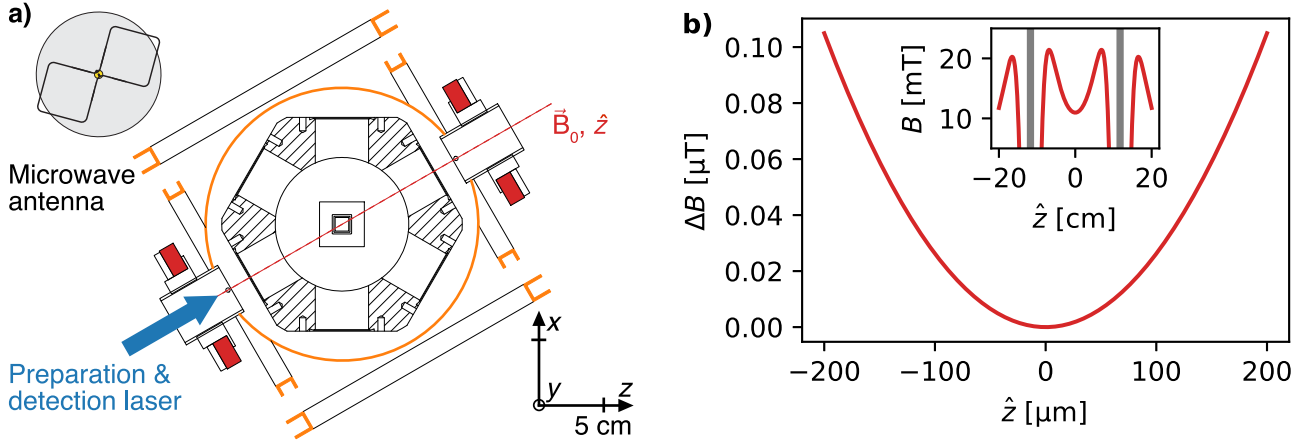 a)
Microwave
antenna
B⃗₀, ẑ
Preparation &
detection laser
x
y
z
5 cm
b)
ΔB [μT]
0.10
0.08
0.06
0.04
0.02
0.00
−200
−100
0
100
200
ẑ [μm]
B [mT]
20
10
−20
0
20
ẑ [cm]